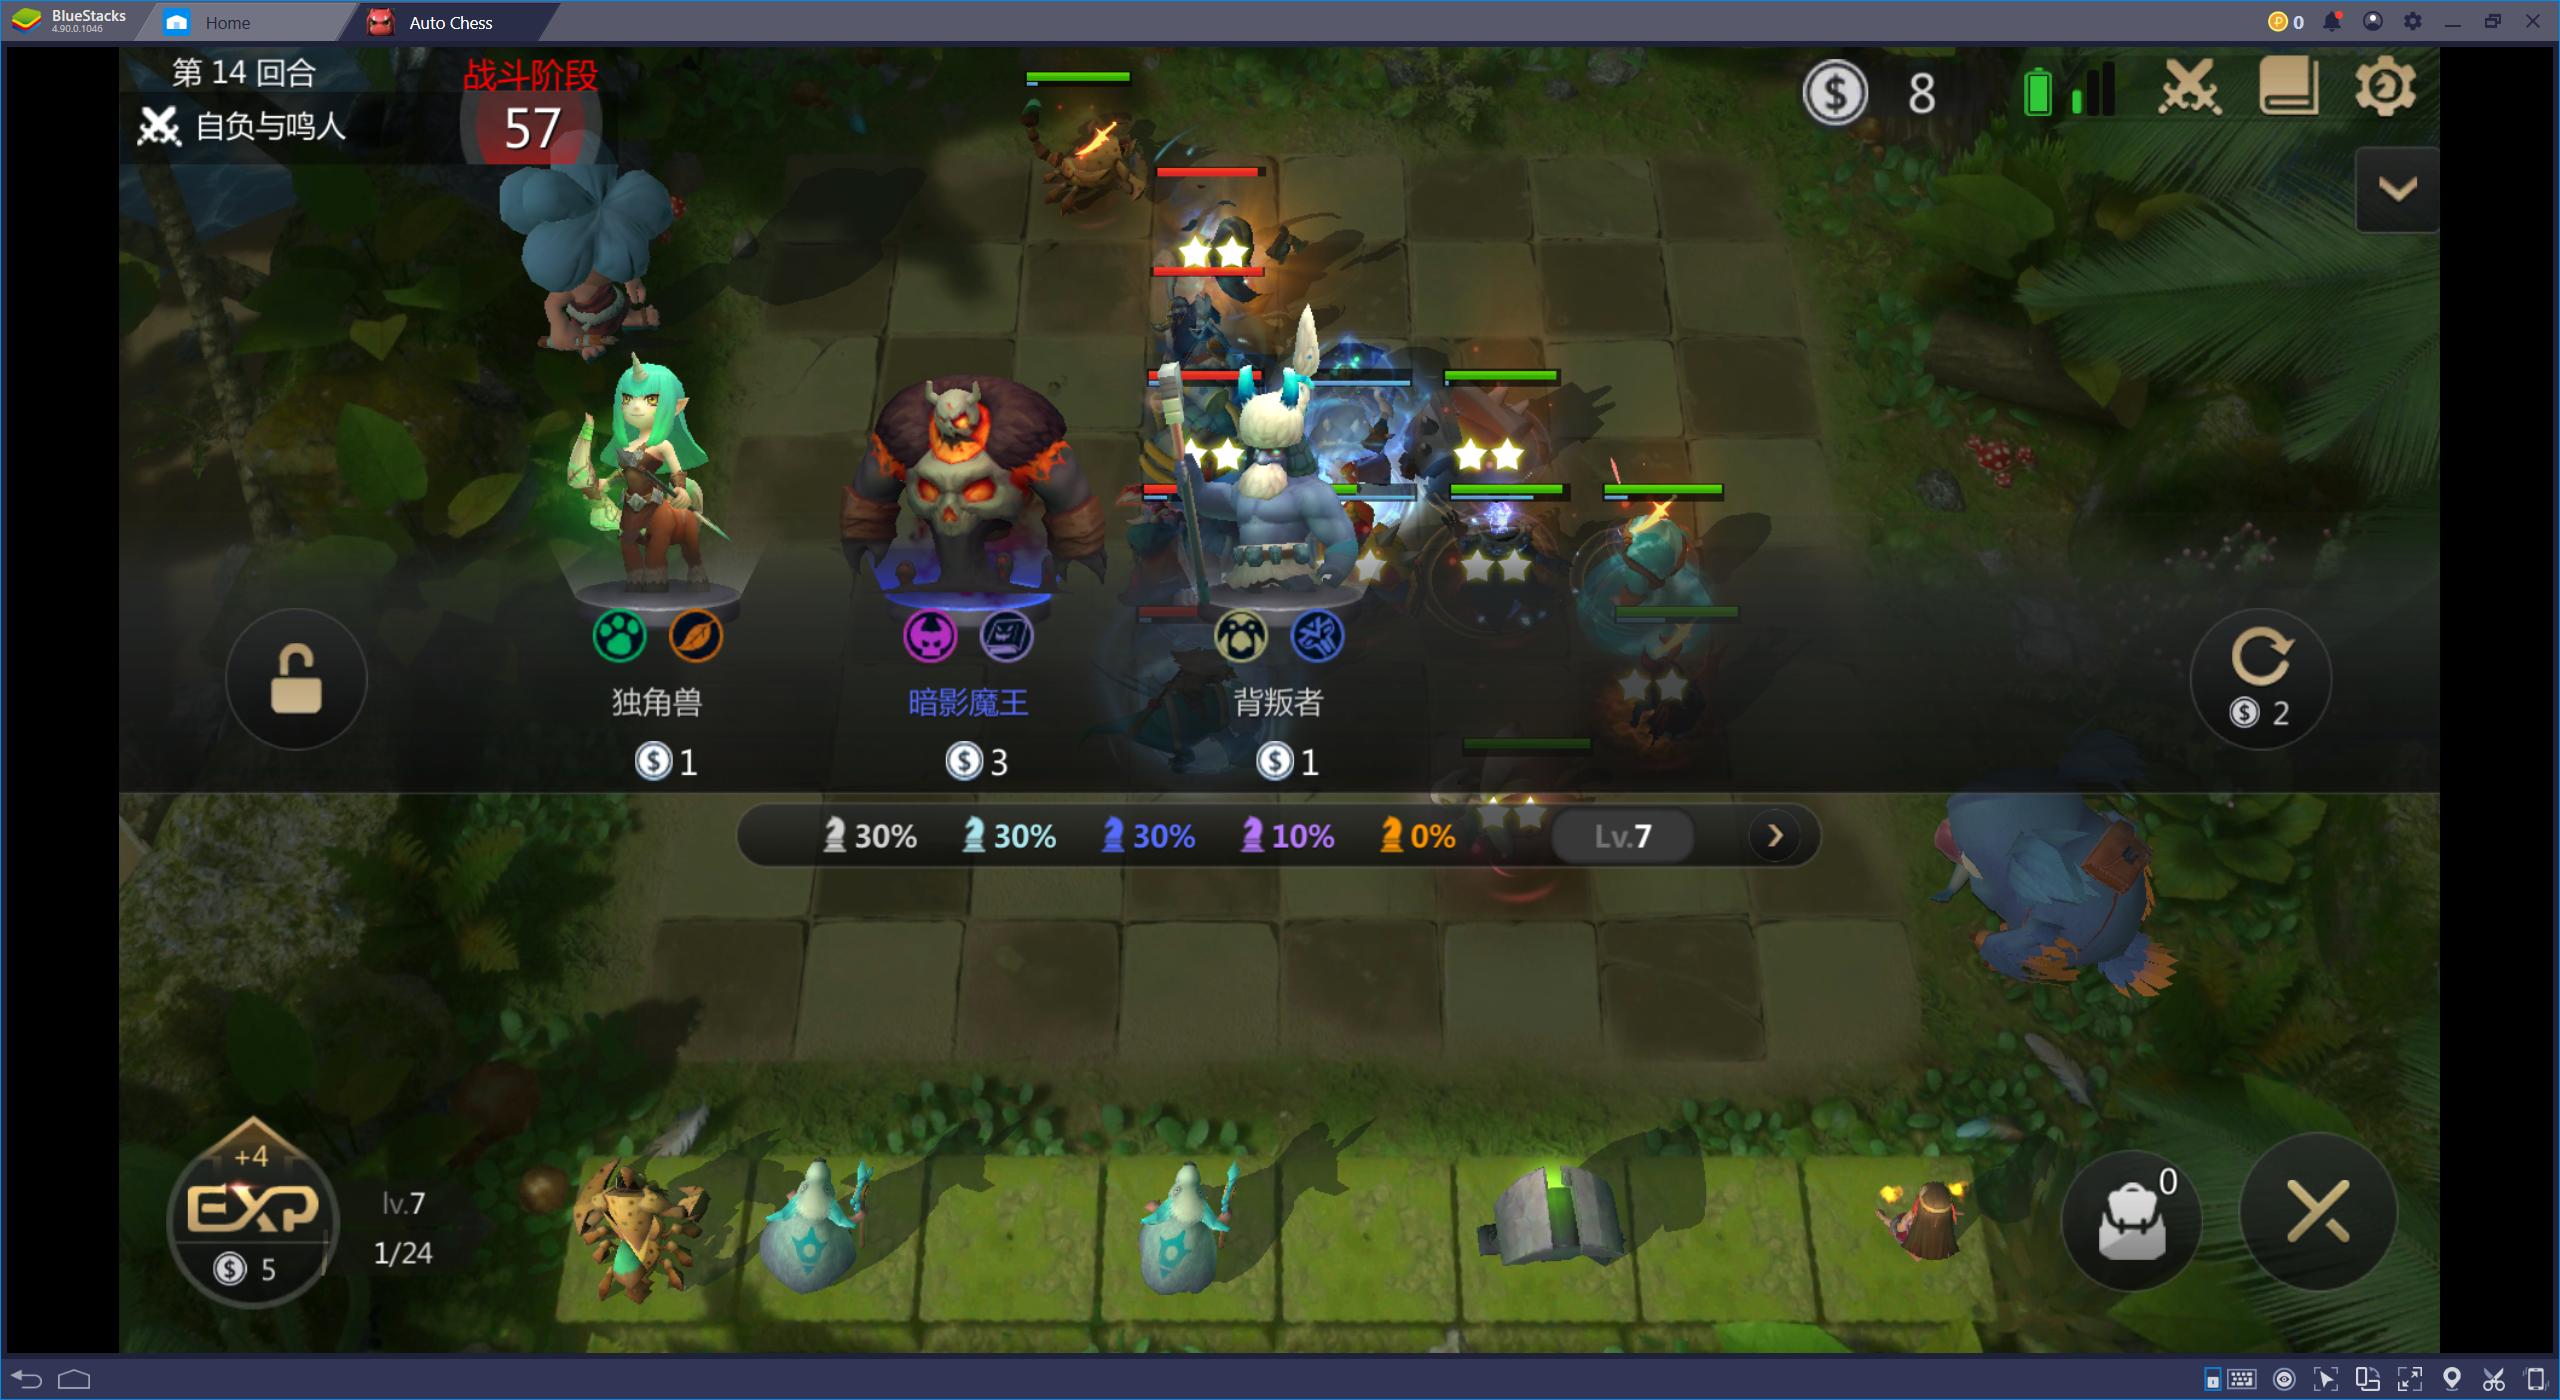 BlueStacks
4.90.0.1046
Home
Auto Chess
0
第 14 回合
战斗阶段
自负与鸣人
57
8
独角兽
暗影魔王
背叛者
1
3
1
2
30%
30%
30%
10%
0%
Lv.7
+4
EXP
5
lv.7
1/24
0